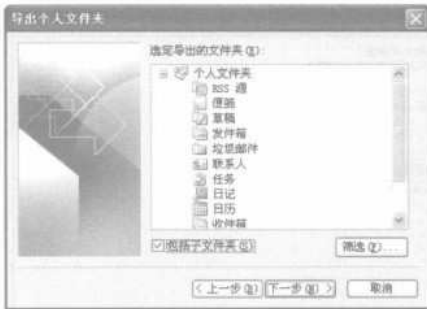 导出个人文件夹
选定导出的文件夹(E):
个人文件夹
RSS 源
便笺
草稿
发件箱
垃圾邮件
联系人
任务
日记
日历
收件箱
包括子文件夹(S)
筛选(F)...
< 上一步(B) 下一步(N) > 取消